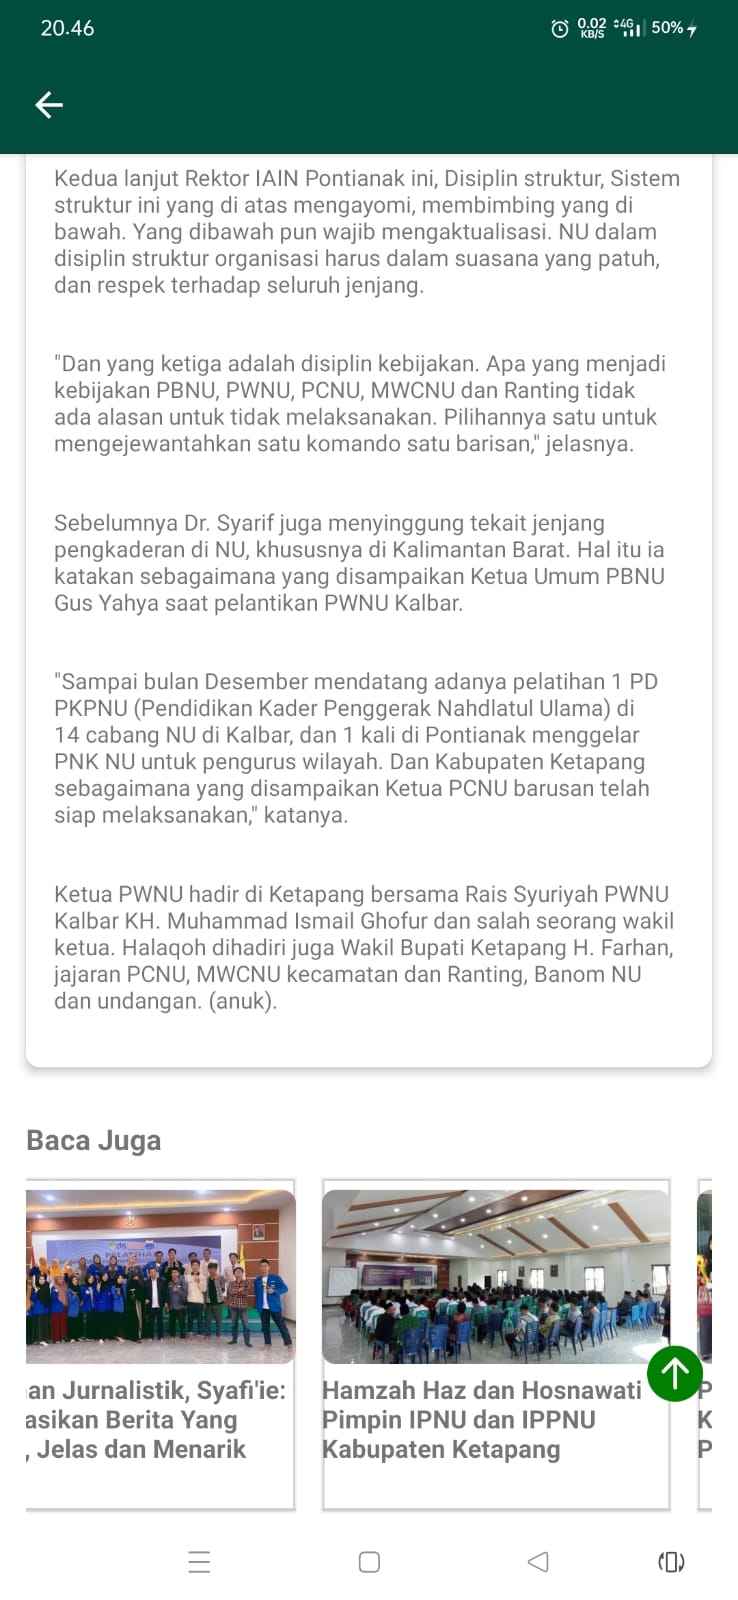 20.46
0.02 KB/S 4G 50%
Kedua lanjut Rektor IAIN Pontianak ini, Disiplin struktur, Sistem
struktur ini yang di atas mengayomi, membimbing yang di
bawah. Yang dibawah pun wajib mengaktualisasi. NU dalam
disiplin struktur organisasi harus dalam suasana yang patuh,
dan respek terhadap seluruh jenjang.
"Dan yang ketiga adalah disiplin kebijakan. Apa yang menjadi
kebijakan PBNU, PWNU, PCNU, MWCNU dan Ranting tidak
ada alasan untuk tidak melaksanakan. Pilihannya satu untuk
mengejewantahkan satu komando satu barisan," jelasnya.
Sebelumnya Dr. Syarif juga menyinggung tekait jenjang
pengkaderan di NU, khususnya di Kalimantan Barat. Hal itu ia
katakan sebagaimana yang disampaikan Ketua Umum PBNU
Gus Yahya saat pelantikan PWNU Kalbar.
"Sampai bulan Desember mendatang adanya pelatihan 1 PD
PKPNU (Pendidikan Kader Penggerak Nahdlatul Ulama) di
14 cabang NU di Kalbar, dan 1 kali di Pontianak menggelar
PNK NU untuk pengurus wilayah. Dan Kabupaten Ketapang
sebagaimana yang disampaikan Ketua PCNU barusan telah
siap melaksanakan," katanya.
Ketua PWNU hadir di Ketapang bersama Rais Syuriyah PWNU
Kalbar KH. Muhammad Ismail Ghofur dan salah seorang wakil
ketua. Halaqoh dihadiri juga Wakil Bupati Ketapang H. Farhan,
jajaran PCNU, MWCNU kecamatan dan Ranting, Banom NU
dan undangan. (anuk).
Baca Juga
an Jurnalistik, Syafi'ie:
asikan Berita Yang
, Jelas dan Menarik
Hamzah Haz dan Hosnawati
Pimpin IPNU dan IPPNU
Kabupaten Ketapang
P
K
P